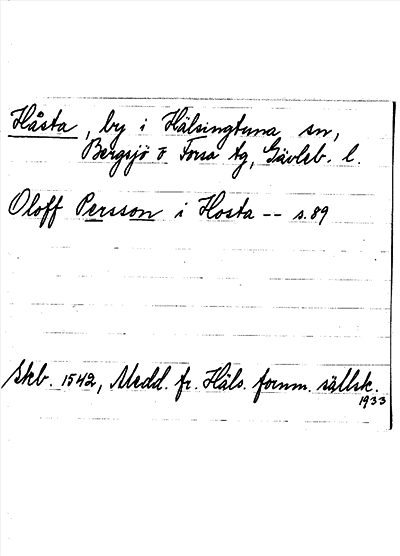 Håsta, by i Hälsingtuna sn,
Bergsjö o Forsa tg, Gävleb. l.
Oloff Persson i Hosta -- s. 89
Skb. 1542, Medd. fr. Häls. fornm. sällsk.
1933